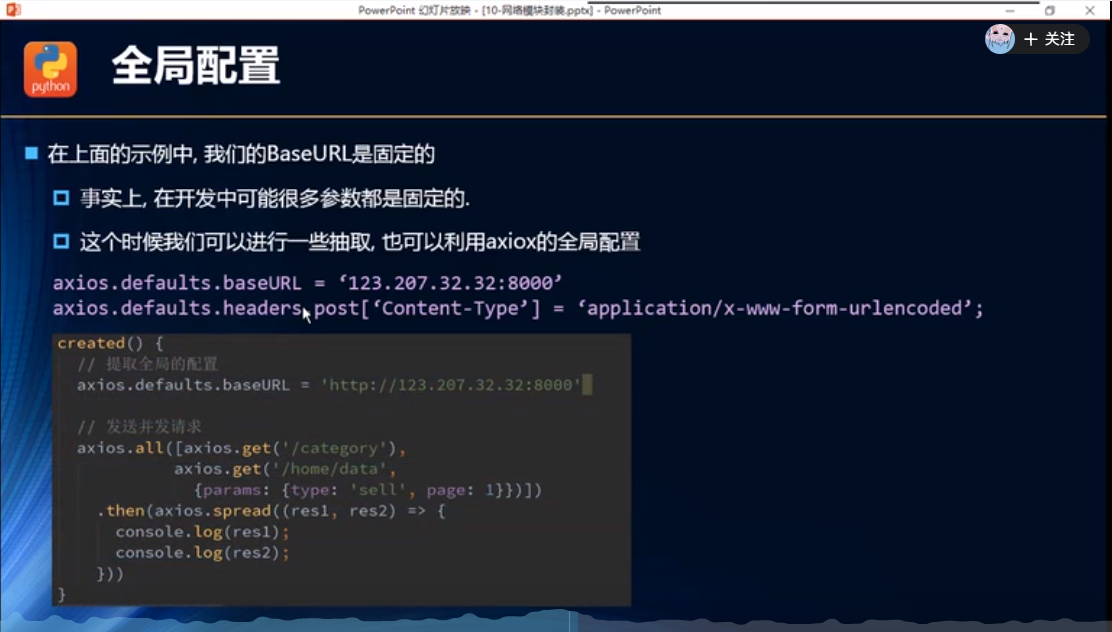 PowerPoint 幻灯片放映 - [10-网络模块封装.pptx] - PowerPoint
+ 关注
python
全局配置
在上面的示例中, 我们的BaseURL是固定的
事实上, 在开发中可能很多参数都是固定的.
这个时候我们可以进行一些抽取, 也可以利用axiox的全局配置
axios.defaults.baseURL = ‘123.207.32.32:8000’
axios.defaults.headers.post[‘Content-Type’] = ‘application/x-www-form-urlencoded’;
created() {
// 提取全局的配置
axios.defaults.baseURL = 'http://123.207.32.32:8000'
// 发送并发请求
axios.all([axios.get('/category'),
axios.get('/home/data',
{params: {type: 'sell', page: 1}})])
.then(axios.spread((res1, res2) => {
console.log(res1);
console.log(res2);
}))
}